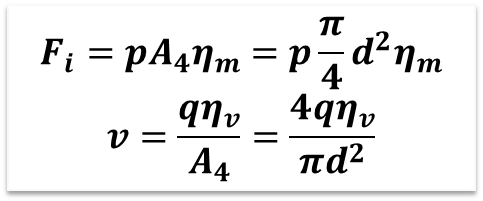 F_i = pA_4η_m = p π/4 d²η_m
v = qη_v/A_4 = 4qη_v/πd²